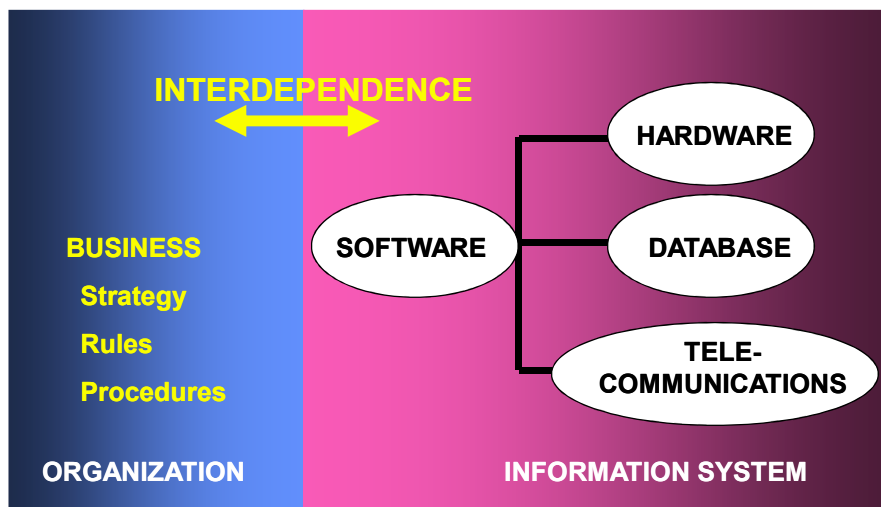 INTERDEPENDENCE
BUSINESS
Strategy
Rules
Procedures
ORGANIZATION
SOFTWARE
HARDWARE
DATABASE
TELE-
COMMUNICATIONS
INFORMATION SYSTEM